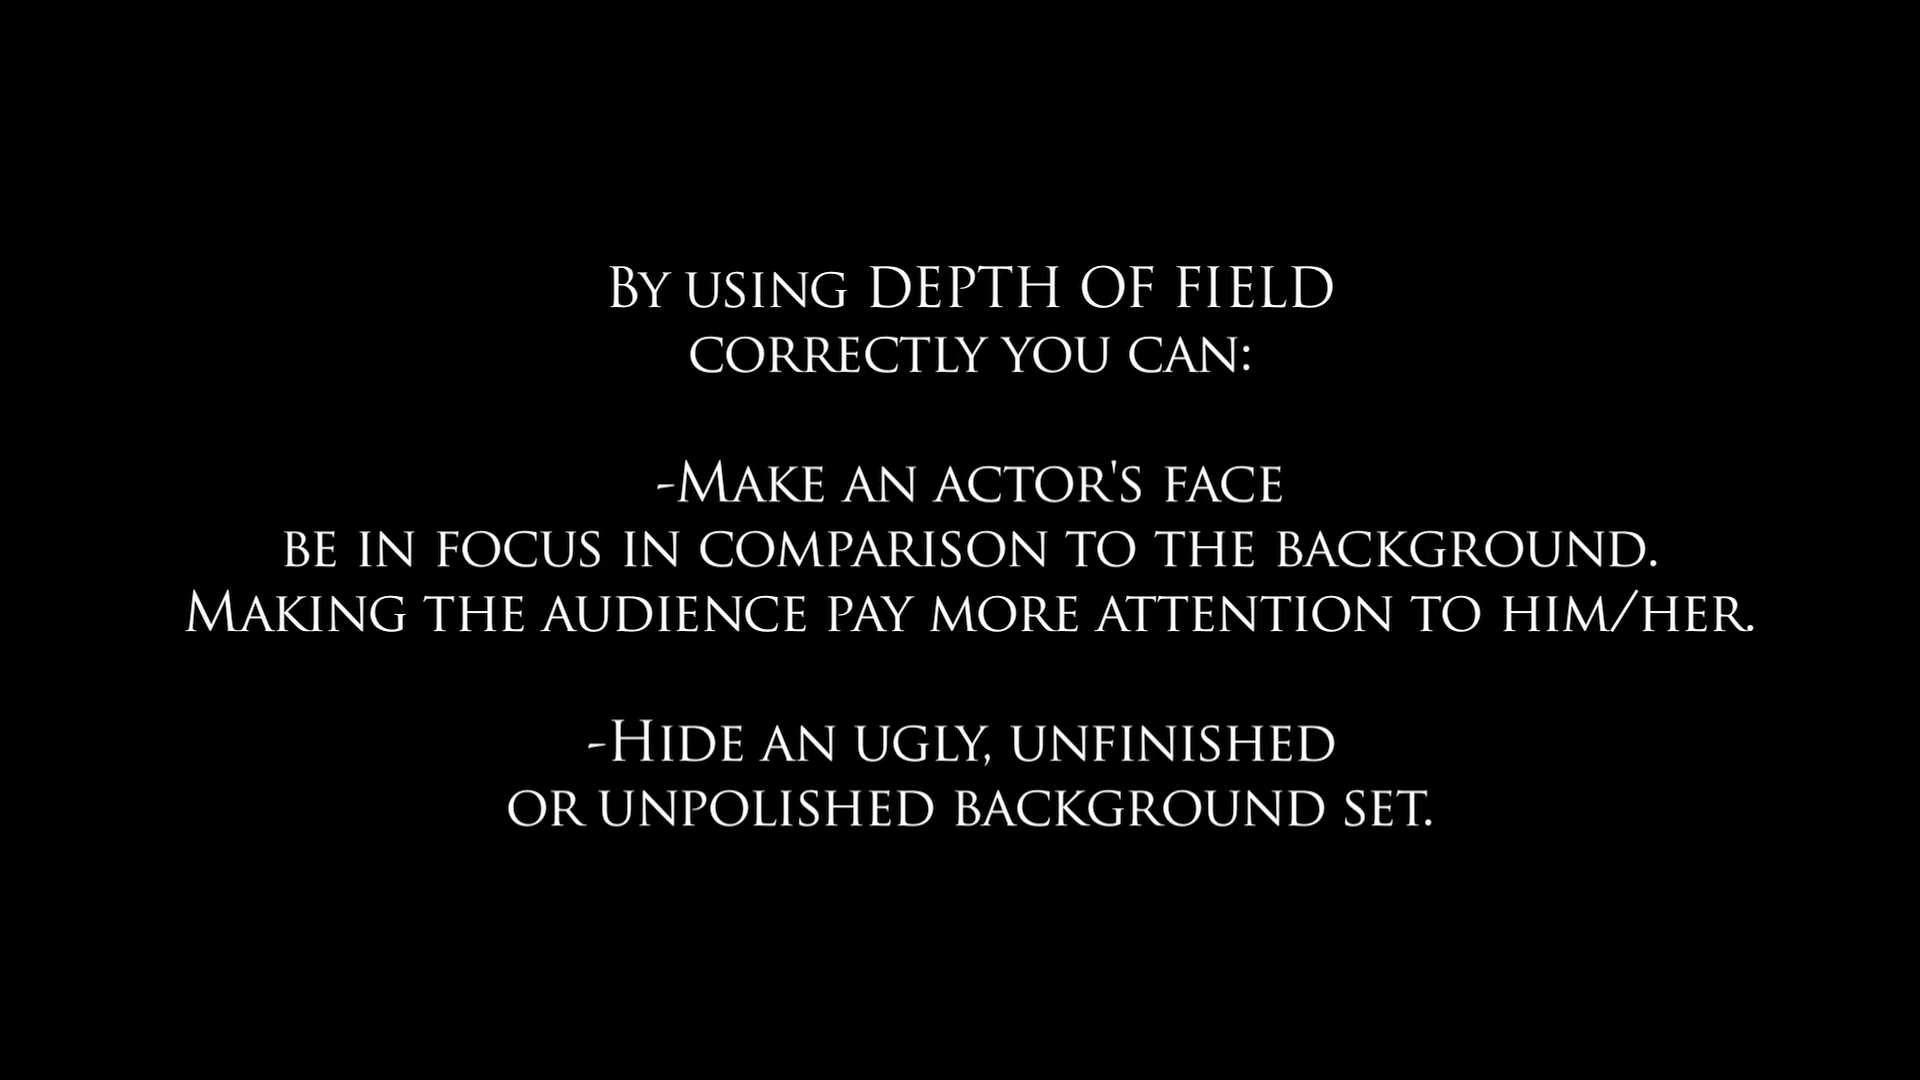 By using DEPTH OF FIELD
correctly you can:
-Make an actor's face
be in focus in comparison to the background.
Making the audience pay more attention to him/her.
-Hide an ugly, unfinished
or unpolished background set.